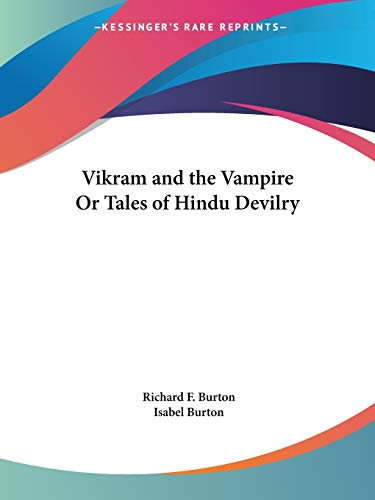 KESSINGER'S RARE REPRINTS
Vikram and the Vampire
Or Tales of Hindu Devilry
Richard F. Burton
Isabel Burton